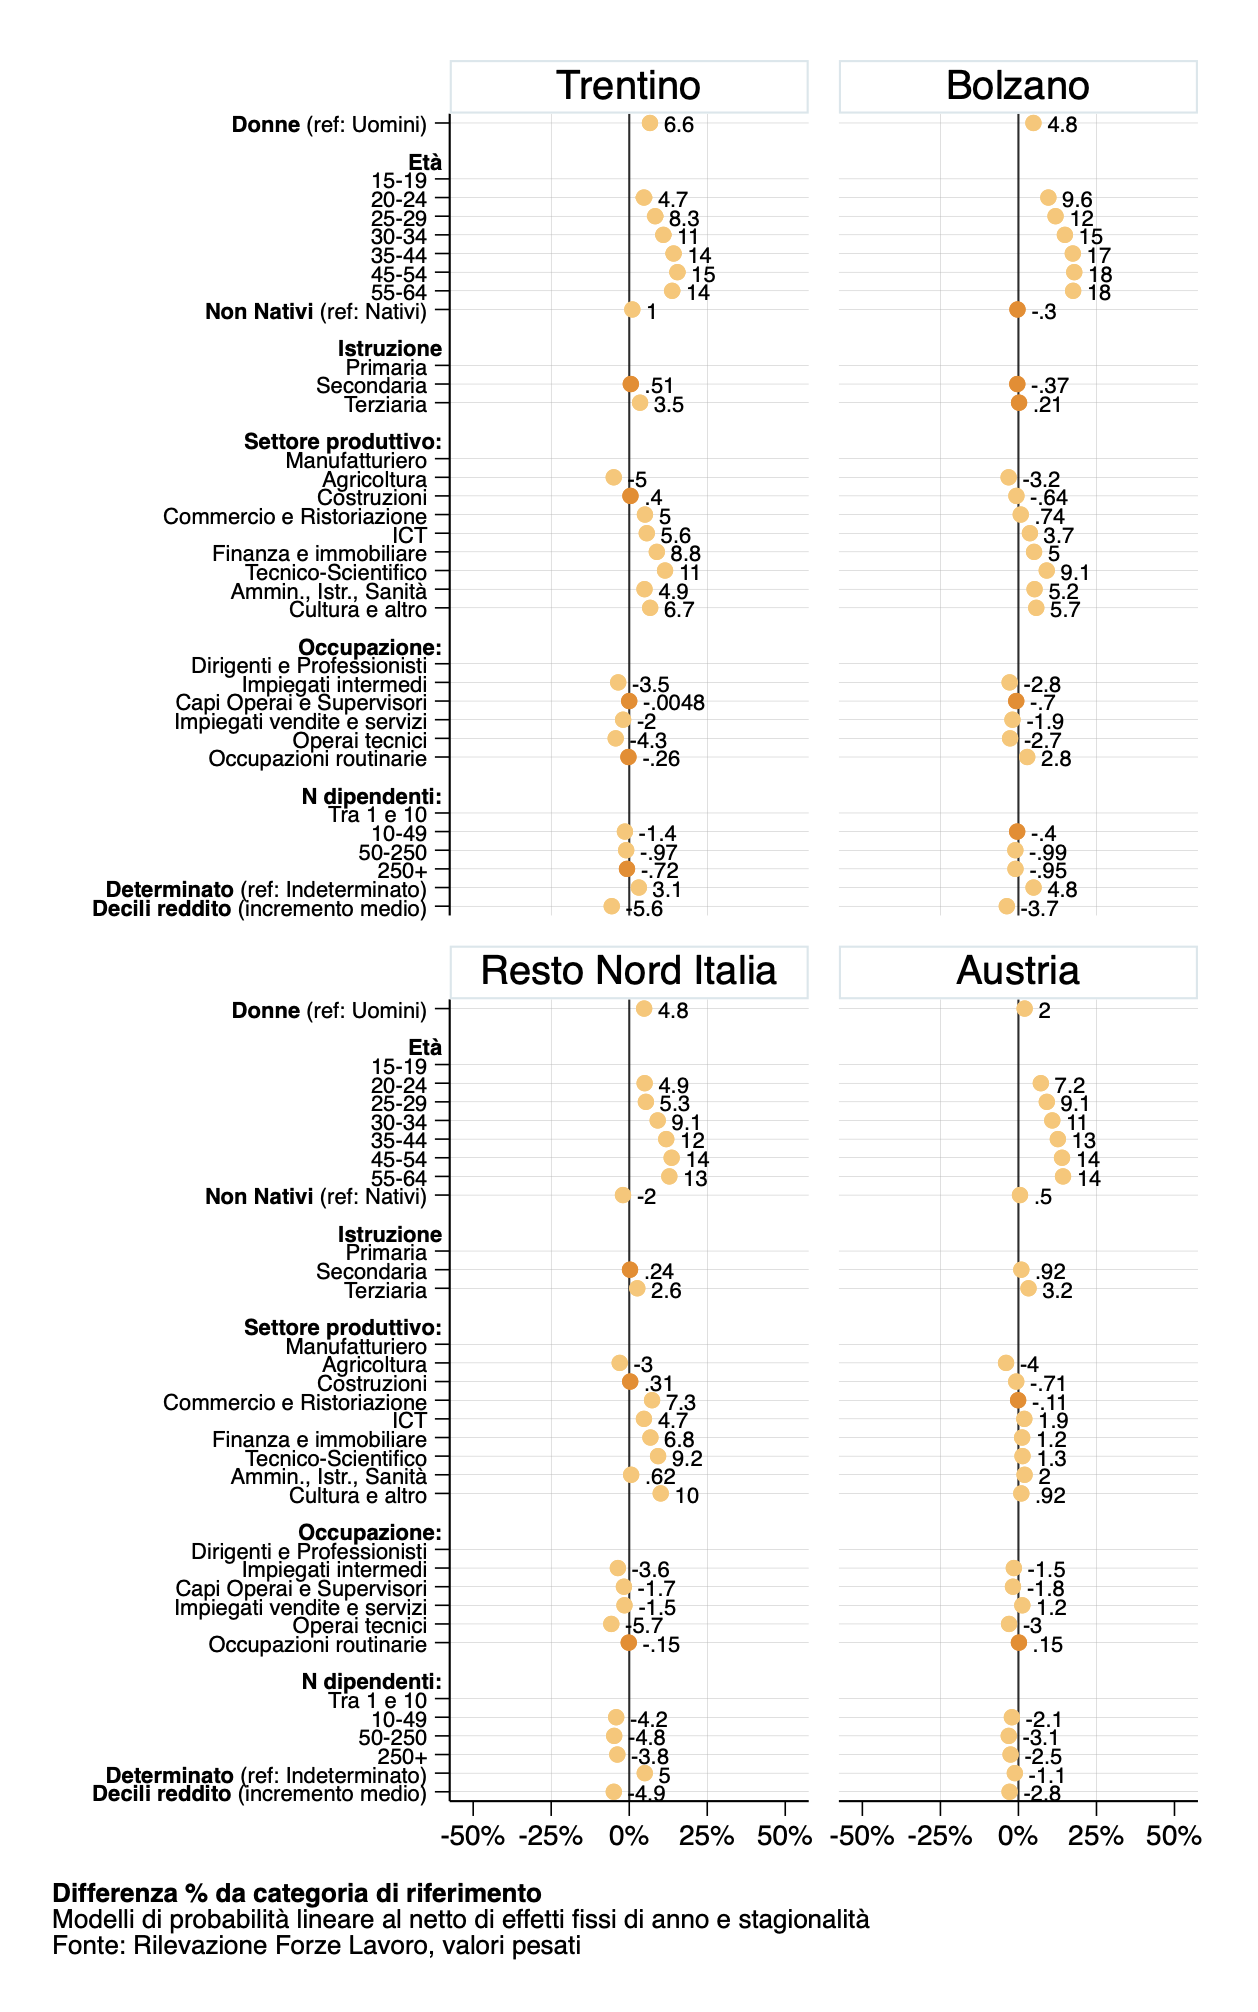 Trentino Bolzano
Donne (ref: Uomini) 6.6 4.8
Età
15-19
20-24 4.7 9.6
25-29 8.3 12
30-34 11 15
35-44 14 17
45-54 15 18
55-64 14 18
Non Nativi (ref: Nativi) 1 -.3
Istruzione
Primaria
Secondaria .51 -.37
Terziaria 3.5 .21
Settore produttivo:
Manufatturiero
Agricoltura -5 -3.2
Costruzioni .4 -.64
Commercio e Ristoriazione 5 .74
ICT 5.6 3.7
Finanza e immobiliare 8.8 5
Tecnico-Scientifico 11 9.1
Ammin., Istr., Sanità 4.9 5.2
Cultura e altro 6.7 5.7
Occupazione:
Dirigenti e Professionisti
Impiegati intermedi -3.5 -2.8
Capi Operai e Supervisori -.0048 -.7
Impiegati vendite e servizi -2 -1.9
Operai tecnici -4.3 -2.7
Occupazioni routinarie -.26 2.8
N dipendenti:
Tra 1 e 10
10-49 -1.4 -.4
50-250 -.97 -.99
250+ -.72 -.95
Determinato (ref: Indeterminato) 3.1 4.8
Decili reddito (incremento medio) -5.6 -3.7
Resto Nord Italia Austria
Donne (ref: Uomini) 4.8 2
Età
15-19
20-24 4.9 7.2
25-29 5.3 9.1
30-34 9.1 11
35-44 12 13
45-54 14 14
55-64 13 14
Non Nativi (ref: Nativi) -2 .5
Istruzione
Primaria
Secondaria .24 .92
Terziaria 2.6 3.2
Settore produttivo:
Manufatturiero
Agricoltura -3 -4
Costruzioni .31 -.71
Commercio e Ristoriazione 7.3 -.11
ICT 4.7 1.9
Finanza e immobiliare 6.8 1.2
Tecnico-Scientifico 9.2 1.3
Ammin., Istr., Sanità .62 2
Cultura e altro 10 .92
Occupazione:
Dirigenti e Professionisti
Impiegati intermedi -3.6 -1.5
Capi Operai e Supervisori -1.7 -1.8
Impiegati vendite e servizi -1.5 1.2
Operai tecnici -5.7 -3
Occupazioni routinarie -.15 .15
N dipendenti:
Tra 1 e 10
10-49 -4.2 -2.1
50-250 -4.8 -3.1
250+ -3.8 -2.5
Determinato (ref: Indeterminato) 5 -1.1
Decili reddito (incremento medio) -4.9 -2.8
-50% -25% 0% 25% 50% -50% -25% 0% 25% 50%
Differenza % da categoria di riferimento
Modelli di probabilità lineare al netto di effetti fissi di anno e stagionalità
Fonte: Rilevazione Forze Lavoro, valori pesati